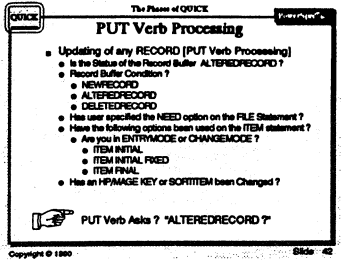 The Phases of QUICK
QUICK
PowerSpec
PUT Verb Processing
Updating of any RECORD [PUT Verb Processing]
Is the Status of the Record Buffer ALTEREDRECORD ?
Record Buffer Condition ?
NEWRECORD
ALTEREDRECORD
DELETEDRECORD
Has user specified the NEED option on the FILE Statement ?
Have the following options been used on the ITEM statement ?
Are you in ENTRYMODE or CHANGEMODE ?
ITEM INITIAL
ITEM INITIAL FIXED
ITEM FINAL
Has an HPIMAGE KEY or SORTITEM been Changed ?
PUT Verb Asks ? "ALTEREDRECORD ?"
Copyright © 1990
Slide 42